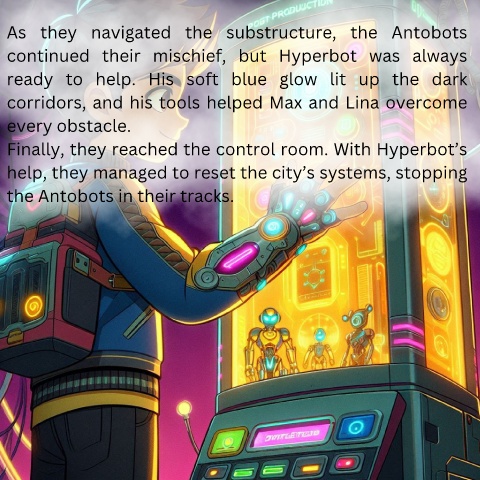 BOST PRODUCTION
As they navigated the substructure, the Antobots
continued their mischief, but Hyperbot was always
ready to help. His soft blue glow lit up the dark
corridors, and his tools helped Max and Lina overcome
every obstacle.
Finally, they reached the control room. With Hyperbot’s
help, they managed to reset the city’s systems, stopping
the Antobots in their tracks.